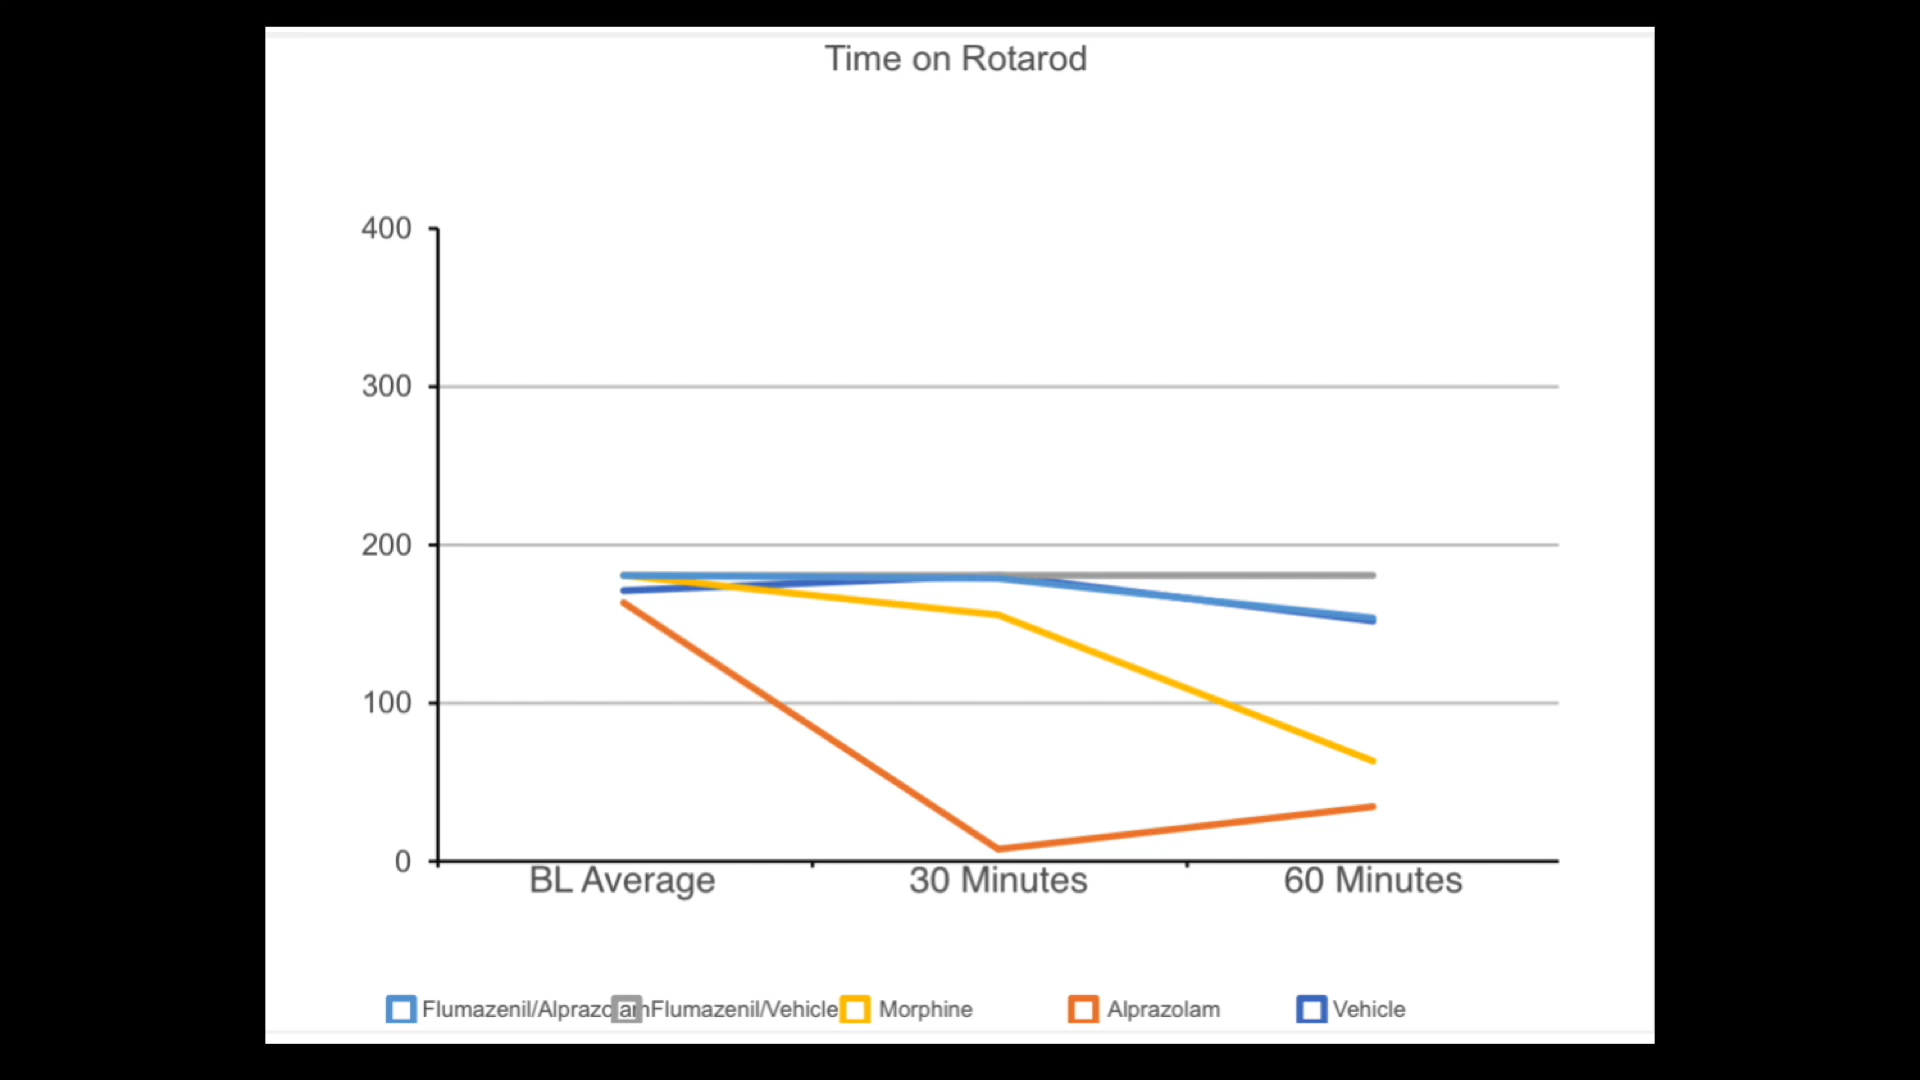 Time on Rotarod
400
300
200
100
0
BL Average 30 Minutes 60 Minutes
Flumazenil/Alprazolam Flumazenil/Vehicle Morphine Alprazolam Vehicle